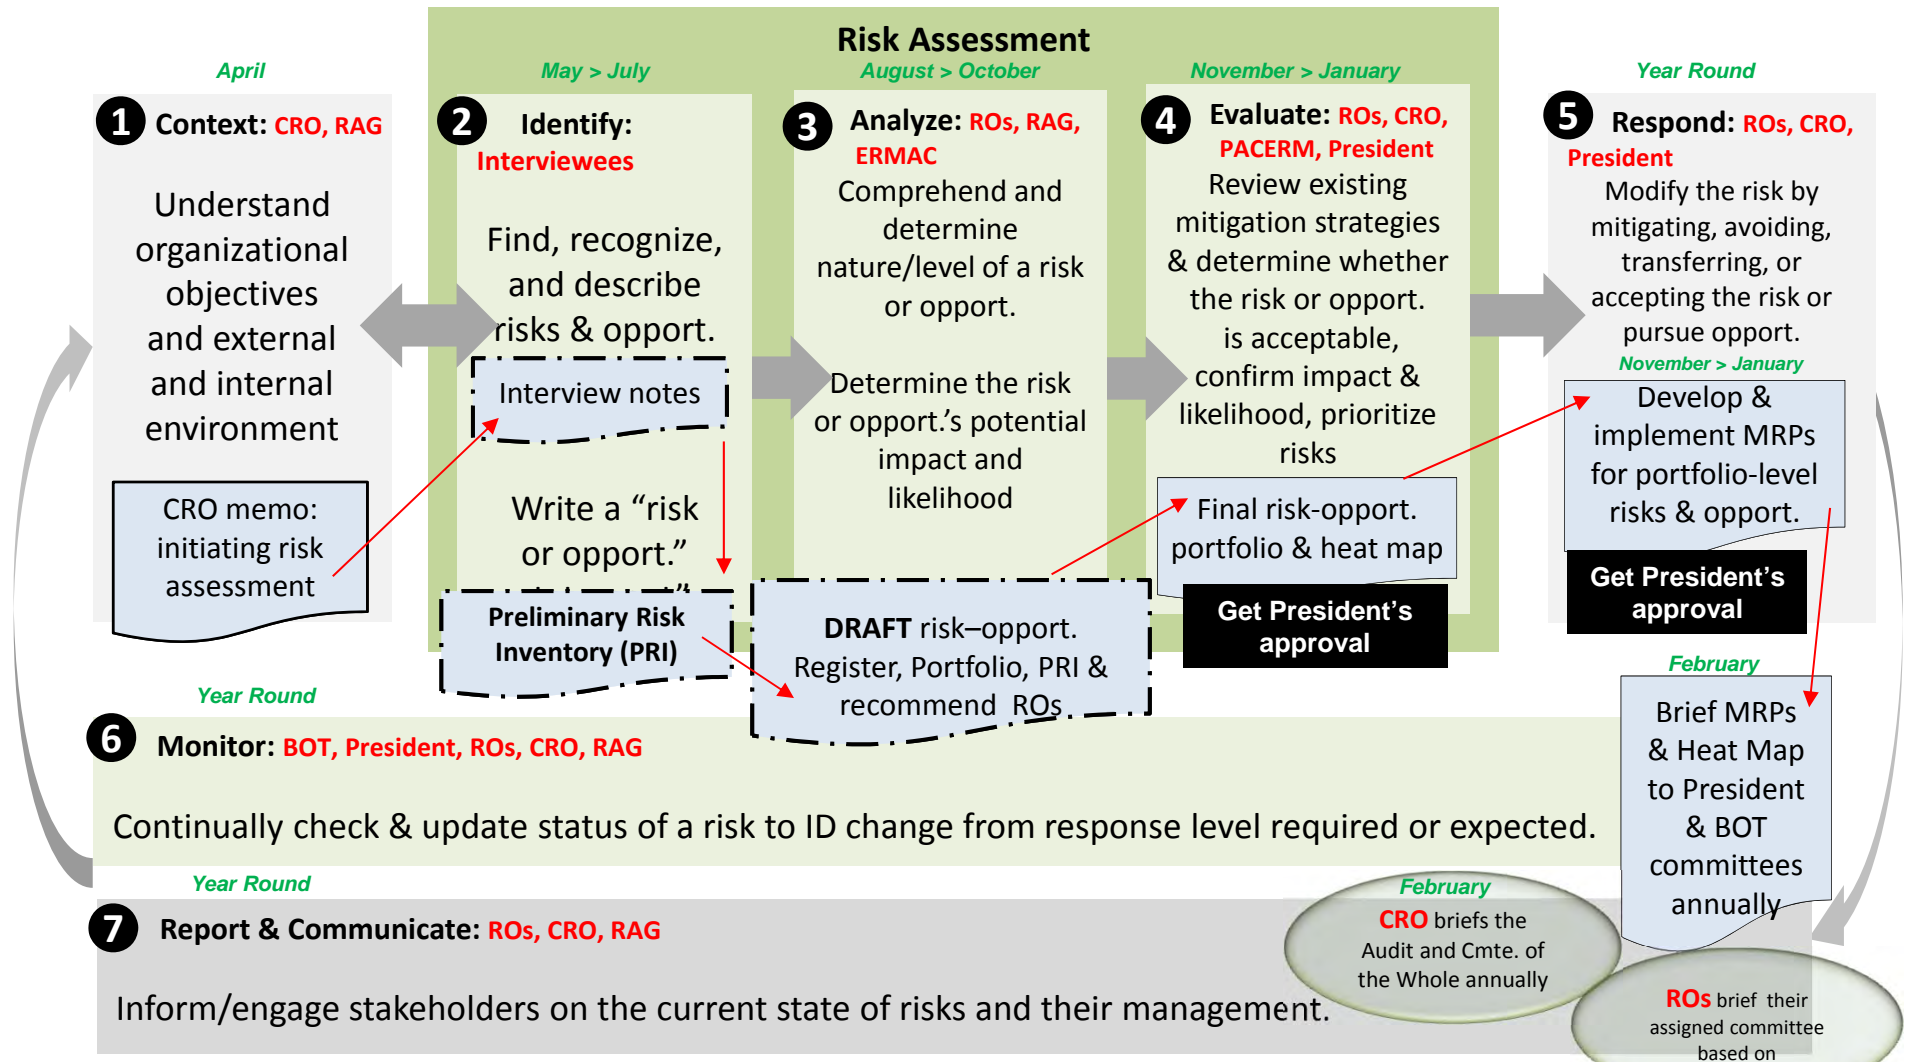 Risk Assessment
April
1 Context: CRO, RAG
Understand
organizational
objectives
and external
and internal
environment
CRO memo:
initiating risk
assessment
May > July
2 Identify:
Interviewees
Find, recognize,
and describe
risks & opport.
Interview notes
Write a “risk
or opport.”
Preliminary Risk
Inventory (PRI)
August > October
3 Analyze: ROs, RAG,
ERMAC
Comprehend and
determine
nature/level of a risk
or opport.
Determine the risk
or opport.’s potential
impact and
likelihood
DRAFT risk–opport.
Register, Portfolio, PRI &
recommend ROs
November > January
4 Evaluate: ROs, CRO,
PACERM, President
Review existing
mitigation strategies
& determine whether
the risk or opport.
is acceptable,
confirm impact &
likelihood, prioritize
risks
Final risk-opport.
portfolio & heat map
Get President’s
approval
Year Round
5 Respond: ROs, CRO,
President
Modify the risk by
mitigating, avoiding,
transferring, or
accepting the risk or
pursue opport.
November > January
Develop &
implement MRPs
for portfolio-level
risks & opport.
Get President’s
approval
February
Brief MRPs
& Heat Map
to President
& BOT
committees
annually
Year Round
6 Monitor: BOT, President, ROs, CRO, RAG
Continually check & update status of a risk to ID change from response level required or expected.
Year Round
7 Report & Communicate: ROs, CRO, RAG
Inform/engage stakeholders on the current state of risks and their management.
February
CRO briefs the
Audit and Cmte. of
the Whole annually
ROs brief their
assigned committee
based on